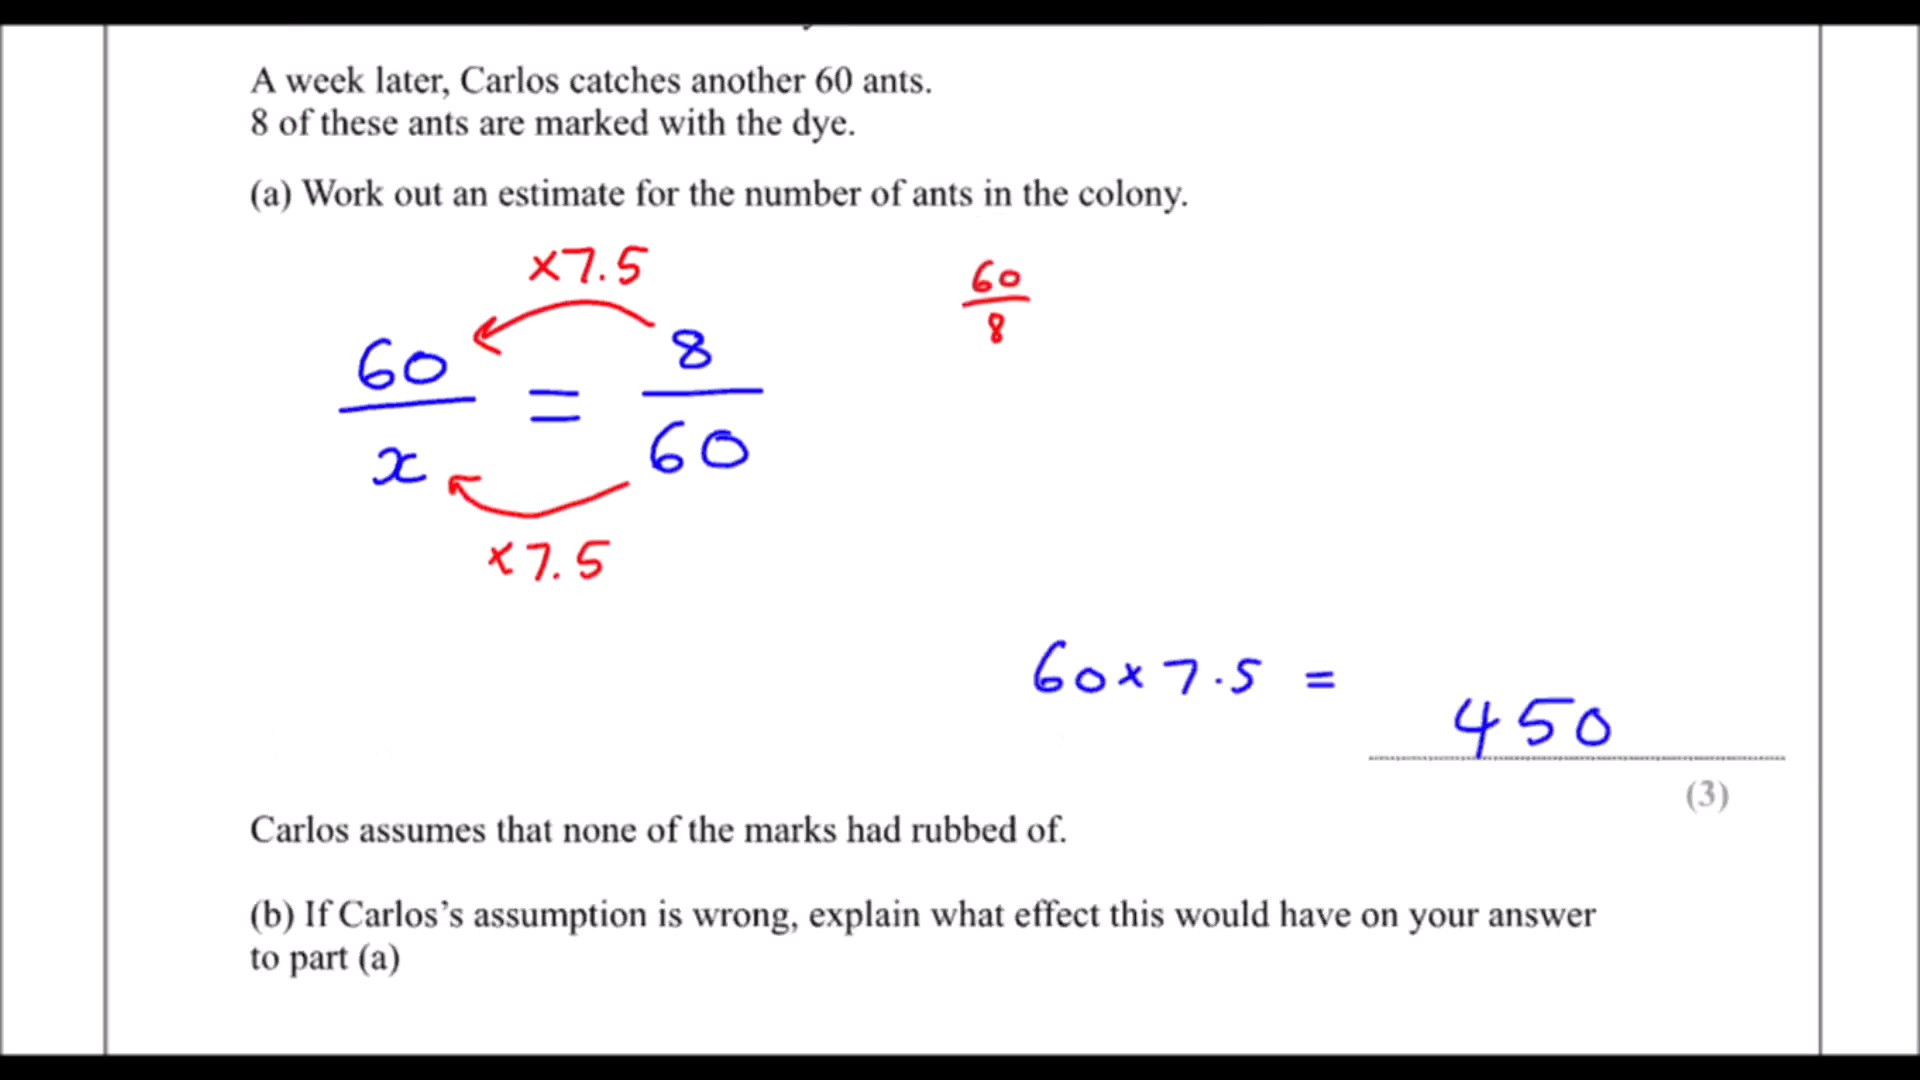 A week later, Carlos catches another 60 ants.
8 of these ants are marked with the dye.
(a) Work out an estimate for the number of ants in the colony.
×7.5
60/x = 8/60
60/8
×7.5
60×7.5 =
450
(3)
Carlos assumes that none of the marks had rubbed of.
(b) If Carlos’s assumption is wrong, explain what effect this would have on your answer
to part (a)